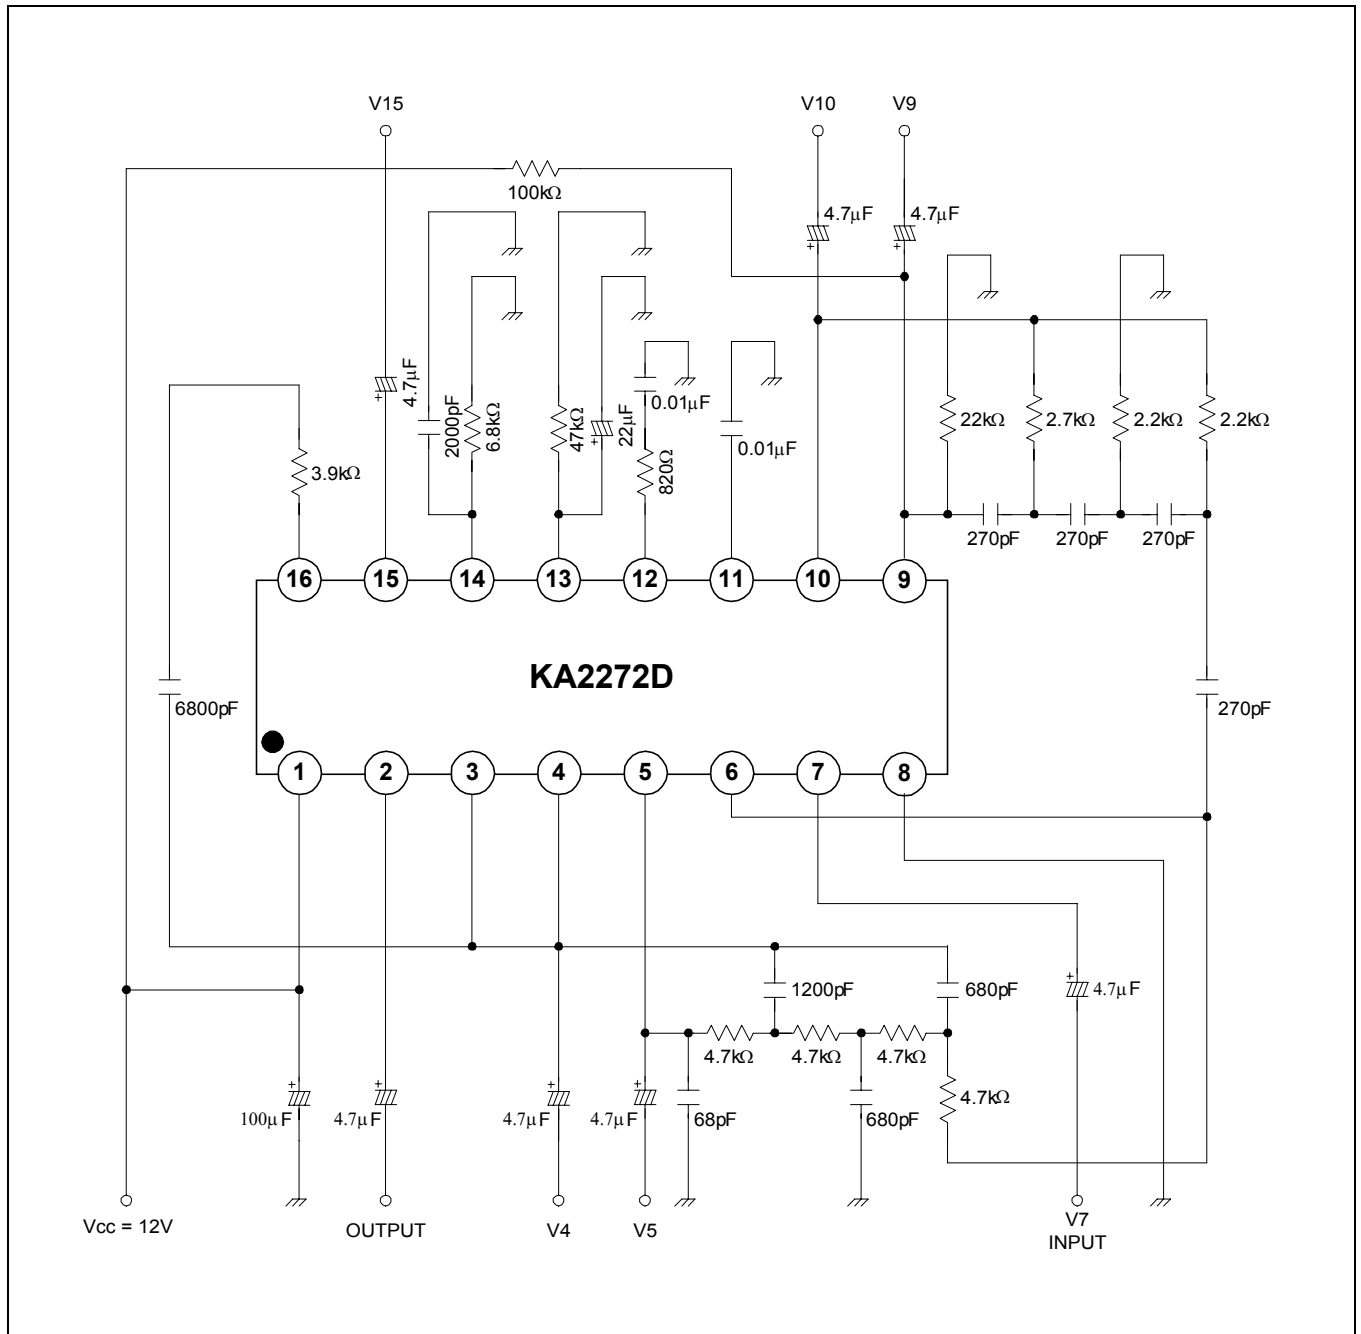 V15
V10
V9
100kΩ
4.7μF
4.7μF
4.7μF
2000pF
6.8kΩ
47kΩ
22μF
0.01μF
820Ω
0.01μF
22kΩ
2.7kΩ
2.2kΩ
2.2kΩ
3.9kΩ
270pF
270pF
270pF
16
15
14
13
12
11
10
9
KA2272D
6800pF
270pF
1
2
3
4
5
6
7
8
1200pF
680pF
4.7μF
4.7kΩ
4.7kΩ
4.7kΩ
100μF
4.7μF
4.7μF
4.7μF
68pF
680pF
4.7kΩ
Vcc = 12V
OUTPUT
V4
V5
V7
INPUT